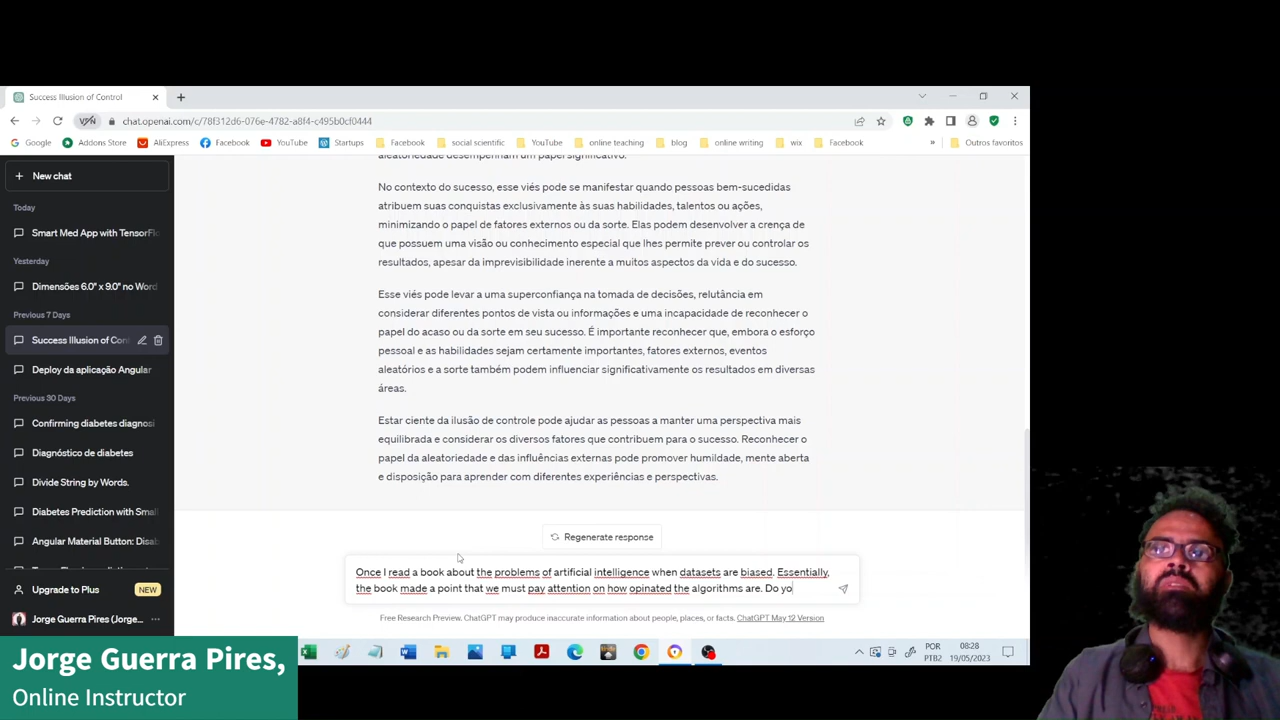 Success Illusion of Control
chat.openai.com/c/78f312d6-076e-4782-a8f4-c495b0cf0444
Google
Addons Store
AliExpress
Facebook
YouTube
Startups
Facebook
social scientific
YouTube
online teaching
blog
online writing
wix
Facebook
»
Outros favoritos
New chat
Today
Smart Med App with TensorFlo
Yesterday
Dimensões 6.0" x 9.0" no Word
Previous 7 Days
Success Illusion of Con
Deploy da aplicação Angular
Previous 30 Days
Confirming diabetes diagnosi
Diagnóstico de diabetes
Divide String by Words.
Diabetes Prediction with Small
Angular Material Button: Disab
Upgrade to Plus
NEW
Jorge Guerra Pires (Jorge...
aleatoriedade desempenham um papel significativo.
No contexto do sucesso, esse viés pode se manifestar quando pessoas bem-sucedidas
atribuem suas conquistas exclusivamente às suas habilidades, talentos ou ações,
minimizando o papel de fatores externos ou da sorte. Elas podem desenvolver a crença de
que possuem uma visão ou conhecimento especial que lhes permite prever ou controlar os
resultados, apesar da imprevisibilidade inerente a muitos aspectos da vida e do sucesso.
Esse viés pode levar a uma superconfiança na tomada de decisões, relutância em
considerar diferentes pontos de vista ou informações e uma incapacidade de reconhecer o
papel do acaso ou da sorte em seu sucesso. É importante reconhecer que, embora o esforço
pessoal e as habilidades sejam certamente importantes, fatores externos, eventos
aleatórios e a sorte também podem influenciar significativamente os resultados em diversas
áreas.
Estar ciente da ilusão de controle pode ajudar as pessoas a manter uma perspectiva mais
equilibrada e considerar os diversos fatores que contribuem para o sucesso. Reconhecer o
papel da aleatoriedade e das influências externas pode promover humildade, mente aberta
e disposição para aprender com diferentes experiências e perspectivas.
Regenerate response
Once I read a book about the problems of artificial intelligence when datasets are biased. Essentially,
the book made a point that we must pay attention on how opinated the algorithms are. Do yo
Free Research Preview. ChatGPT may produce inaccurate information about people, places, or facts. ChatGPT May 12 Version
POR
PTB2
08:28
19/05/2023
Jorge Guerra Pires,
Online Instructor